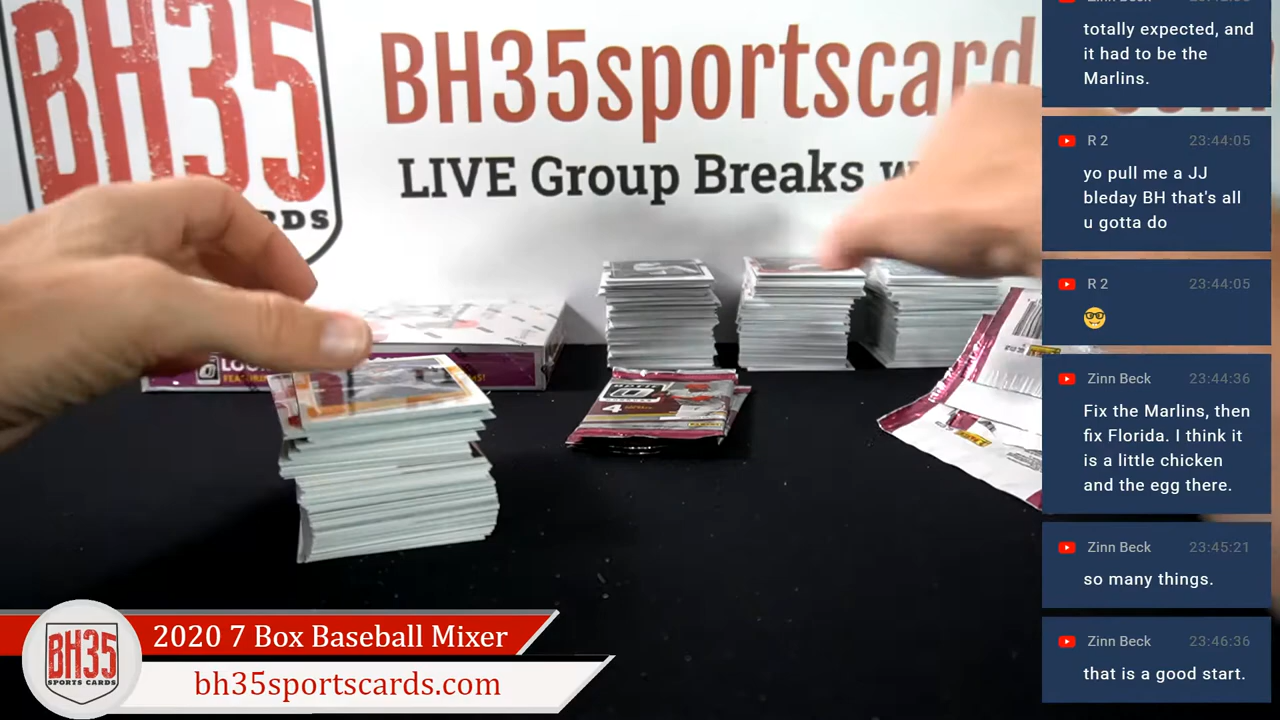 BH35
CARDS
BH35sportscard
LIVE Group Breaks w
4
Zinn Beck
totally expected, and
it had to be the
Marlins.
R 2 23:44:05
yo pull me a JJ
bleday BH that's all
u gotta do
R 2 23:44:05
🤓
Zinn Beck 23:44:36
Fix the Marlins, then
fix Florida. I think it
is a little chicken
and the egg there.
Zinn Beck 23:45:21
so many things.
Zinn Beck 23:46:36
that is a good start.
BH35
SPORTS CARDS
2020 7 Box Baseball Mixer
bh35sportscards.com